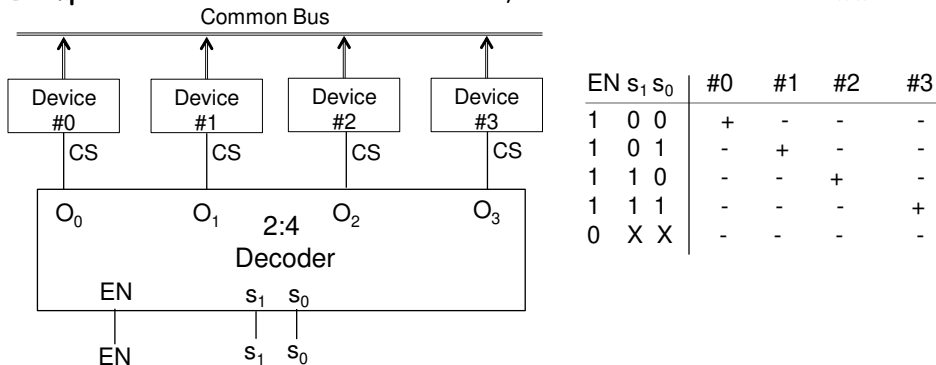 Common Bus
Device #0
Device #1
Device #2
Device #3
CS CS CS CS
O₀ O₁ O₂ O₃
2:4
Decoder
EN s₁ s₀
EN s₁ s₀
EN s₁ s₀ #0 #1 #2 #3
1 0 0 + - - -
1 0 1 - + - -
1 1 0 - - + -
1 1 1 - - - +
0 X X - - - -